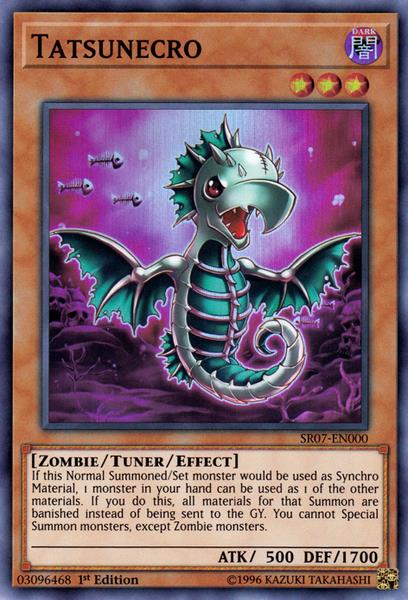 Tatsunecro
DARK
闇
SR07-EN000
[Zombie/Tuner/Effect]
If this Normal Summoned/Set monster would be used as Synchro
Material, 1 monster in your hand can be used as 1 of the other
materials. If you do this, all materials for that Summon are
banished instead of being sent to the GY. You cannot Special
Summon monsters, except Zombie monsters.
ATK/ 500 DEF/1700
03096468 1st Edition ©1996 KAZUKI TAKAHASHI